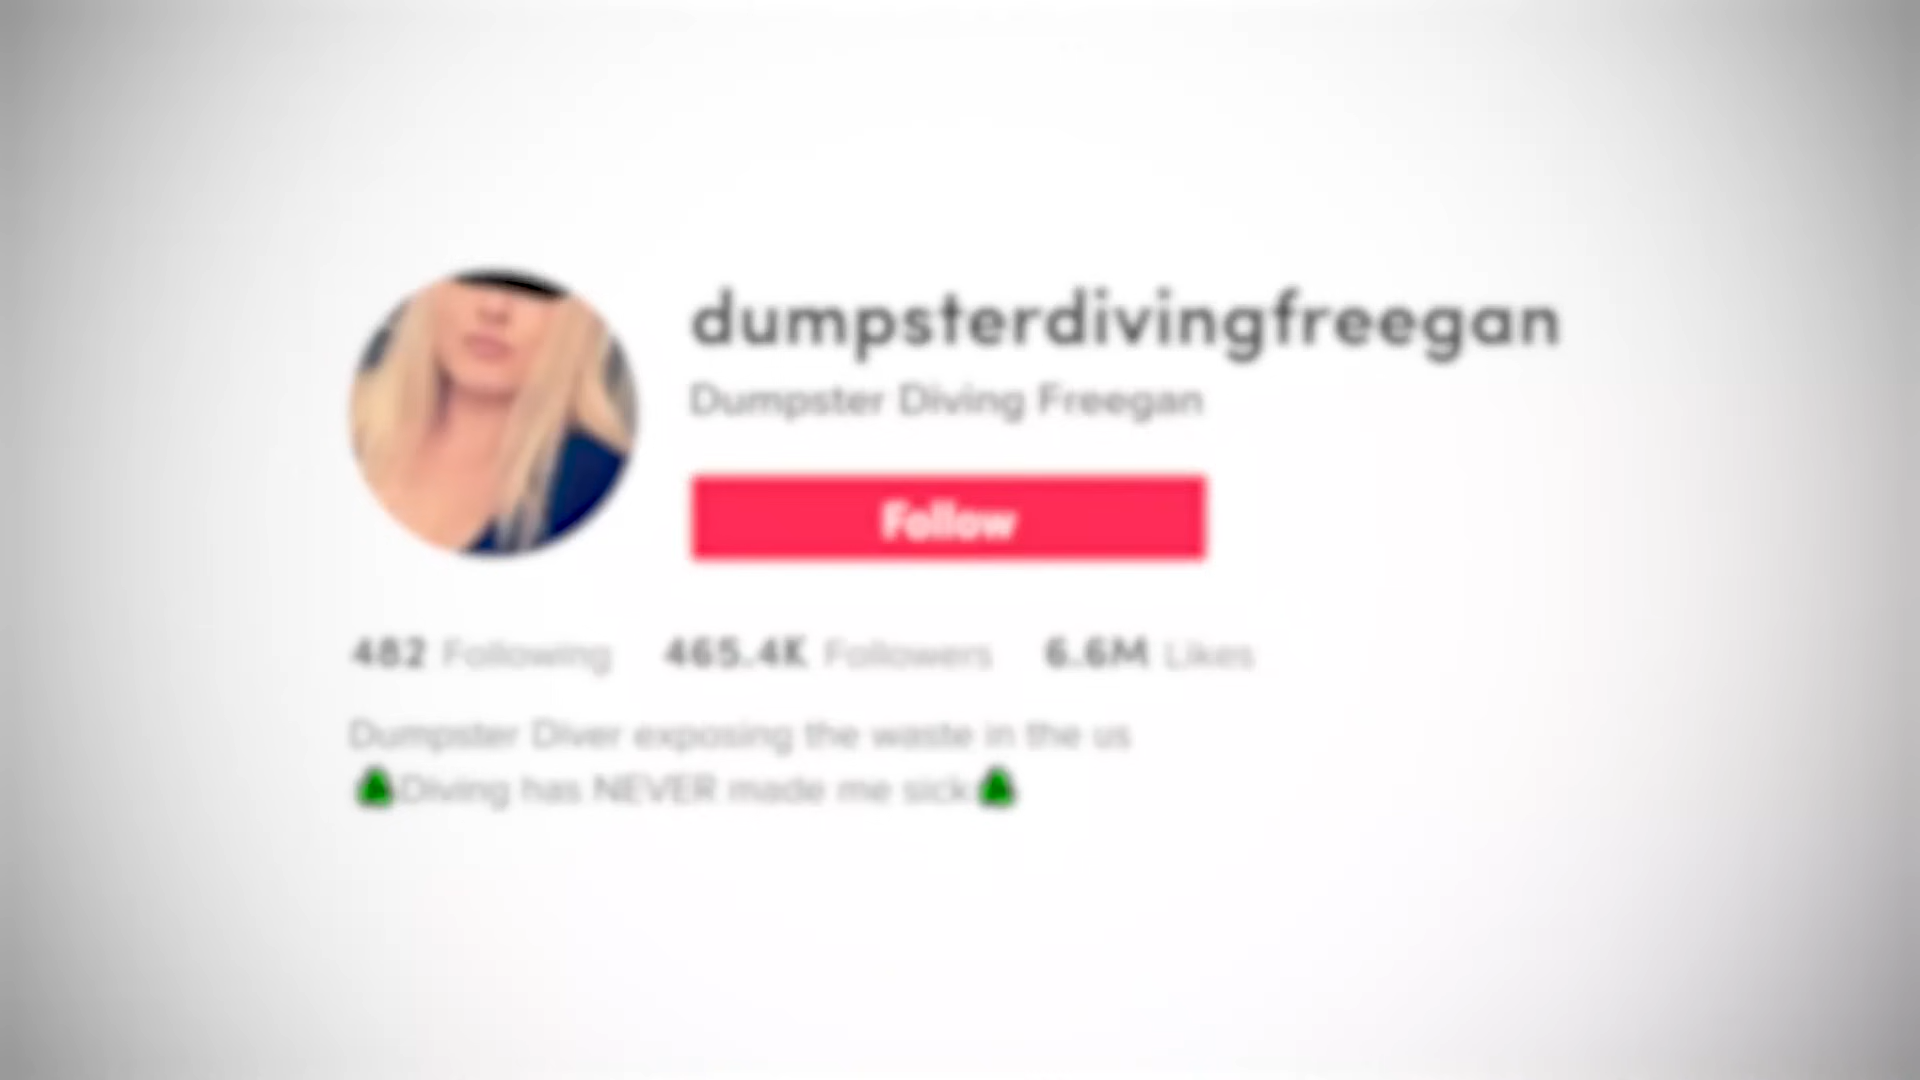 dumpsterdivingfreegan
Dumpster Diving Freegan
Follow
482 Following 465.4K Followers 6.6M Likes
Dumpster Diver exposing the waste in the us
Diving has NEVER made me sick